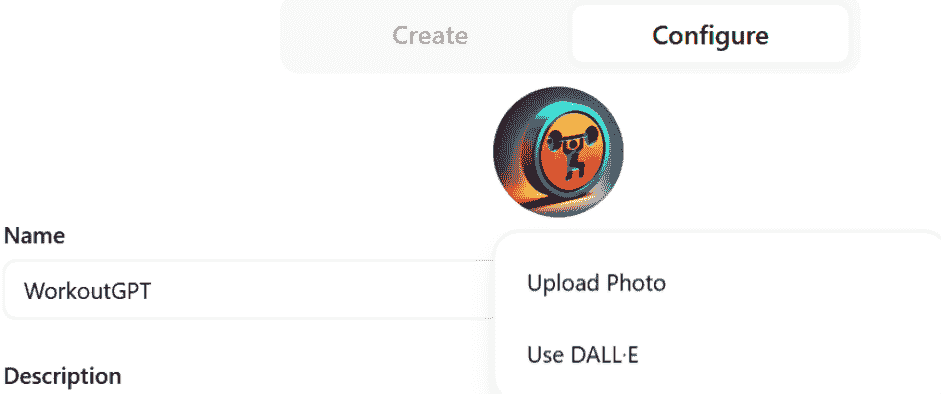 Create
Configure
Name
WorkoutGPT
Upload Photo
Use DALL·E
Description